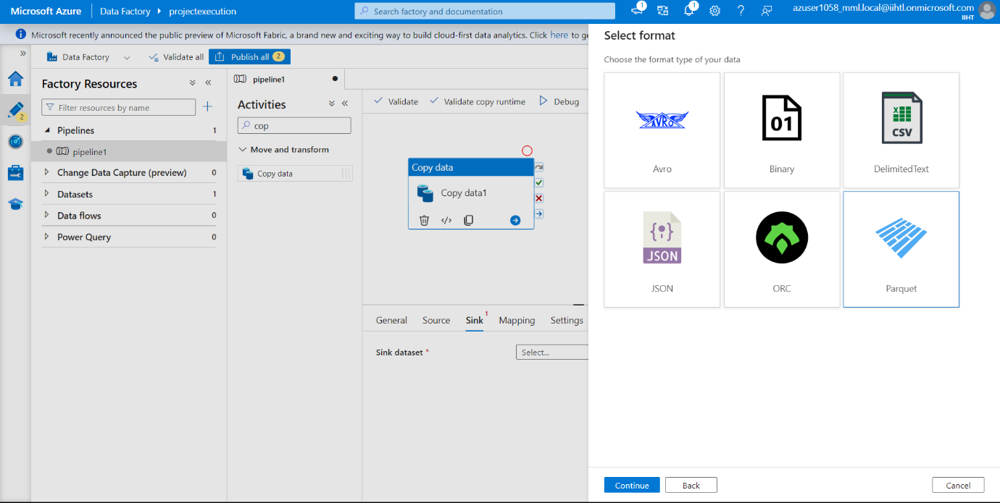 Microsoft Azure
Data Factory
projectexecution
Search factory and documentation
1
1
azuser1058_mml.local@iihtl.onmicrosoft.com
IIHT
Microsoft recently announced the public preview of Microsoft Fabric, a brand new and exciting way to build cloud-first data analytics. Click here to ge
Data Factory
Validate all
Publish all 2
2
Factory Resources
Filter resources by name
Pipelines 1
pipeline1
Change Data Capture (preview) 0
Datasets 1
Data flows 0
Power Query 0
pipeline1
Activities
cop
Move and transform
Copy data
Validate
Validate copy runtime
Debug
Copy data
Copy data1
General
Source
Sink 1
Mapping
Settings
Sink dataset *
Select...
Select format
Choose the format type of your data
AVRO
Avro
01
Binary
CSV
DelimitedText
{:}
JSON
JSON
ORC
Parquet
Continue
Back
Cancel